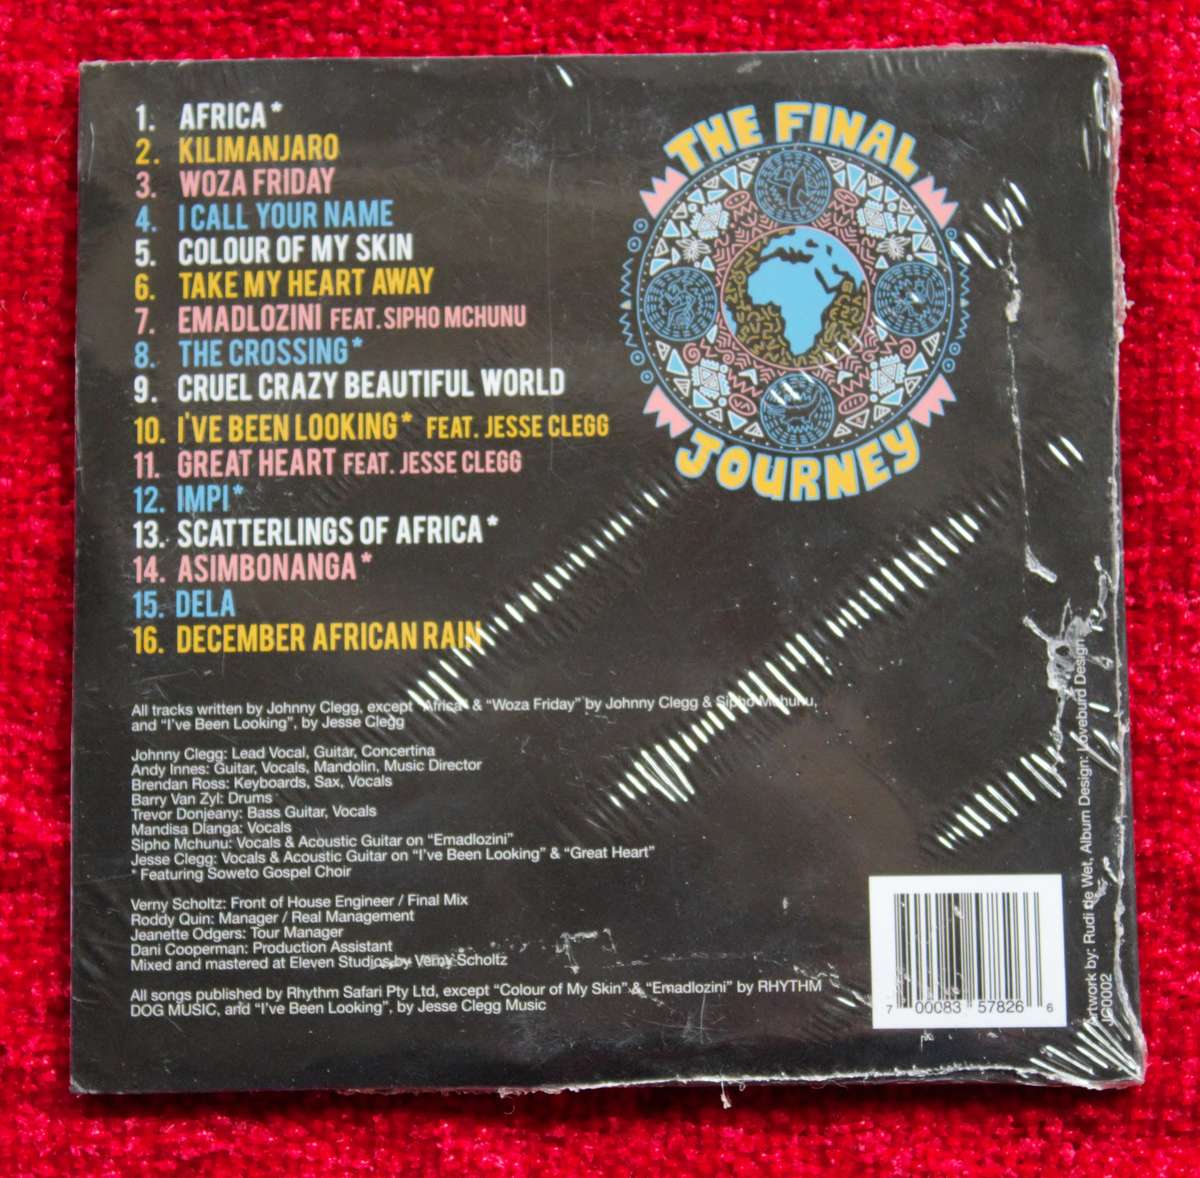 1. AFRICA*
2. KILIMANJARO
3. WOZA FRIDAY
4. I CALL YOUR NAME
5. COLOUR OF MY SKIN
6. TAKE MY HEART AWAY
7. EMADLOZINI FEAT. SIPHO MCHUNU
8. THE CROSSING*
9. CRUEL CRAZY BEAUTIFUL WORLD
10. I'VE BEEN LOOKING* FEAT. JESSE CLEGG
11. GREAT HEART FEAT. JESSE CLEGG
12. IMPI*
13. SCATTERLINGS OF AFRICA*
14. ASIMBONANGA*
15. DELA
16. DECEMBER AFRICAN RAIN
THE FINAL
JOURNEY
All tracks written by Johnny Clegg, except "Africa" & "Woza Friday" by Johnny Clegg & Sipho Mchunu,
and "I've Been Looking", by Jesse Clegg
Johnny Clegg: Lead Vocal, Guitar, Concertina
Andy Innes: Guitar, Vocals, Mandolin, Music Director
Brendan Ross: Keyboards, Sax, Vocals
Barry Van Zyl: Drums
Trevor Donjeany: Bass Guitar, Vocals
Mandisa Dlanga: Vocals
Sipho Mchunu: Vocals & Acoustic Guitar on "Emadlozini"
Jesse Clegg: Vocals & Acoustic Guitar on "I've Been Looking" & "Great Heart"
* Featuring Soweto Gospel Choir
Verny Scholtz: Front of House Engineer / Final Mix
Roddy Quin: Manager / Real Management
Jeanette Odgers: Tour Manager
Dani Cooperman: Production Assistant
Mixed and mastered at Eleven Studios by Verny Scholtz
All songs published by Rhythm Safari Pty Ltd, except "Colour of My Skin" & "Emadlozini" by RHYTHM
DOG MUSIC, and "I've Been Looking", by Jesse Clegg Music
7 00083 57826 6
Artwork by: Rudi de Wet, Album Design: Loveburd Design
JC0002